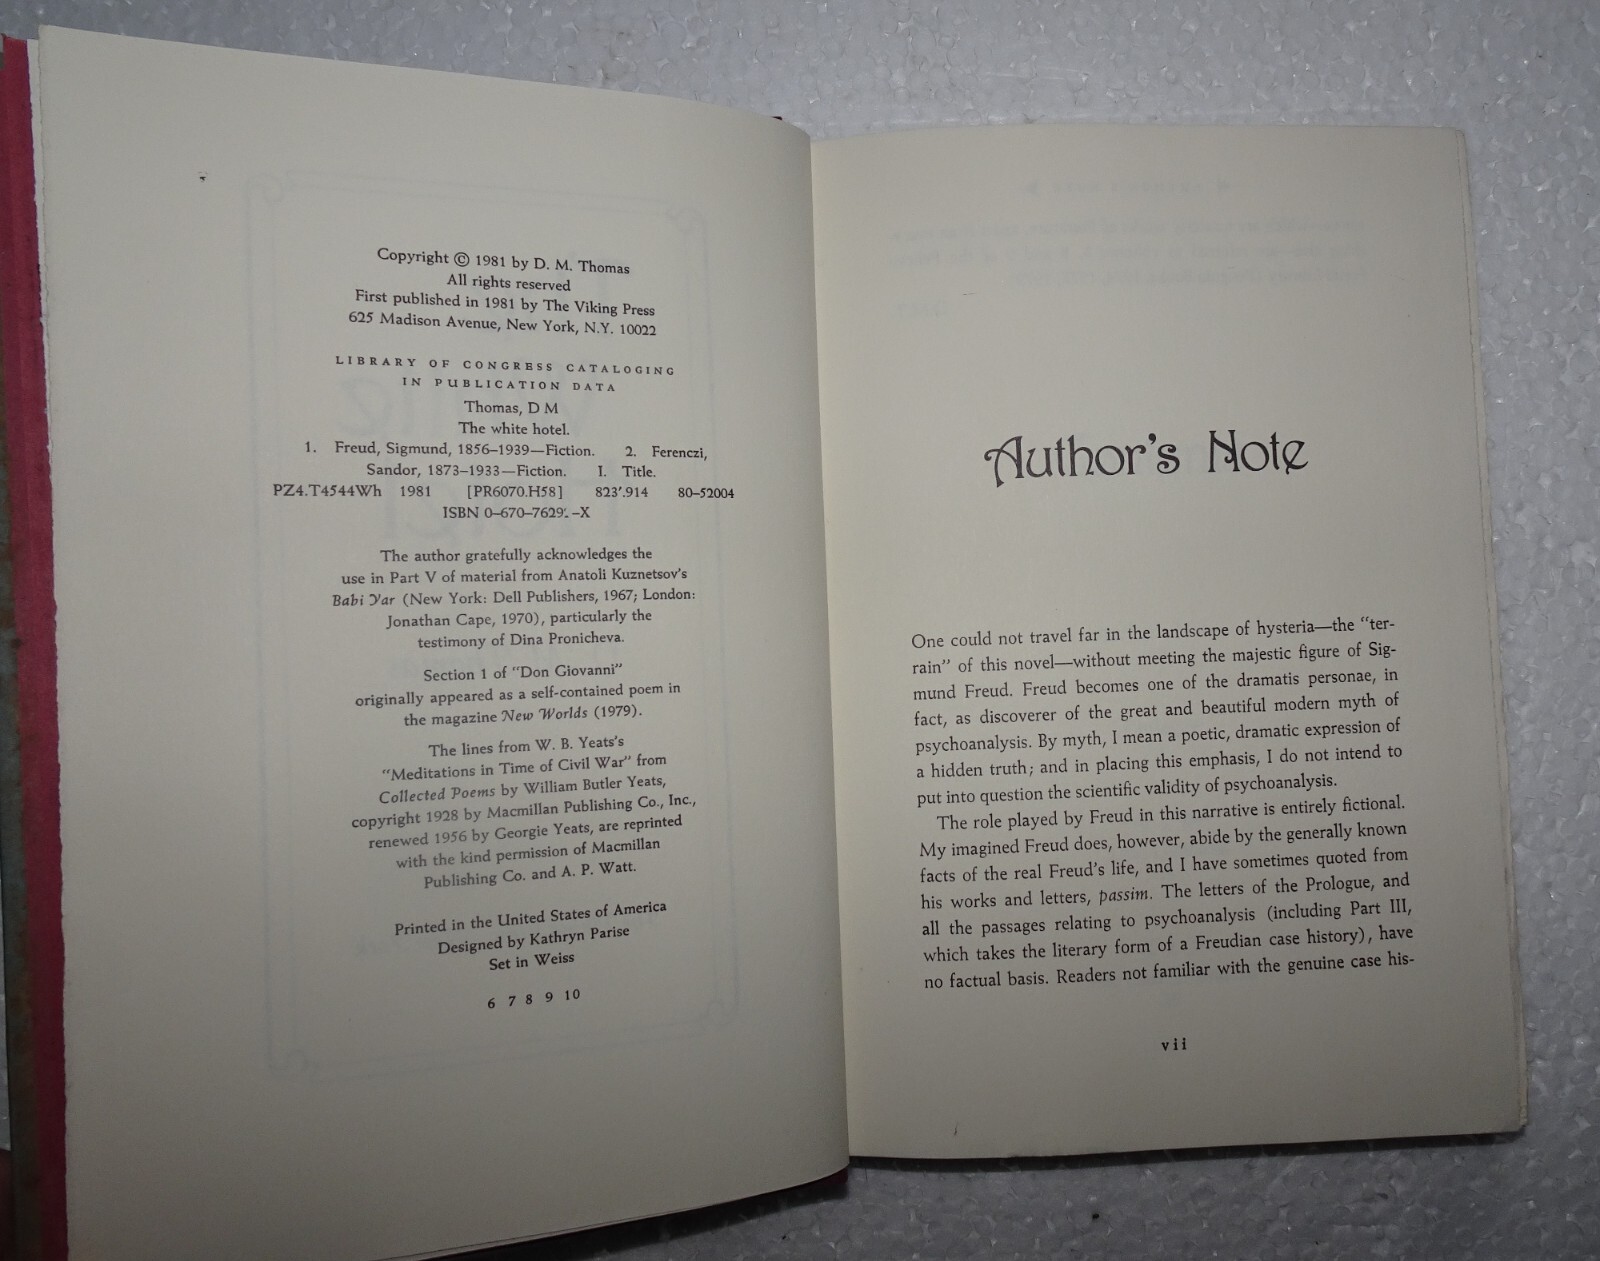 Copyright © 1981 by D. M. Thomas
All rights reserved
First published in 1981 by The Viking Press
625 Madison Avenue, New York, N.Y. 10022
LIBRARY OF CONGRESS CATALOGING
IN PUBLICATION DATA
Thomas, D M
The white hotel.
1. Freud, Sigmund, 1856–1939—Fiction. 2. Ferenczi,
Sandor, 1873–1933—Fiction. I. Title.
PZ4.T4544Wh 1981 [PR6070.H58] 823'.914 80–52004
ISBN
The author gratefully acknowledges the
use in Part V of material from Anatoli Kuznetsov's
Babi Yar (New York: Dell Publishers, 1967; London:
Jonathan Cape, 1970), particularly the
testimony of Dina Pronicheva.
Section 1 of "Don Giovanni"
originally appeared as a self-contained poem in
the magazine New Worlds (1979).
The lines from W. B. Yeats's
"Meditations in Time of Civil War" from
Collected Poems by William Butler Yeats,
copyright 1928 by Macmillan Publishing Co., Inc.,
renewed 1956 by Georgie Yeats, are reprinted
with the kind permission of Macmillan
Publishing Co. and A. P. Watt.
Printed in the United States of America
Designed by Kathryn Parise
Set in Weiss
6 7 8 9 10
Author's Note
One could not travel far in the landscape of hysteria—the "ter-
rain" of this novel—without meeting the majestic figure of Sig-
mund Freud. Freud becomes one of the dramatis personae, in
fact, as discoverer of the great and beautiful modern myth of
psychoanalysis. By myth, I mean a poetic, dramatic expression of
a hidden truth; and in placing this emphasis, I do not intend to
put into question the scientific validity of psychoanalysis.
The role played by Freud in this narrative is entirely fictional.
My imagined Freud does, however, abide by the generally known
facts of the real Freud's life, and I have sometimes quoted from
his works and letters, passim. The letters of the Prologue, and
all the passages relating to psychoanalysis (including Part III,
which takes the literary form of a Freudian case history), have
no factual basis. Readers not familiar with the genuine case his-
vii